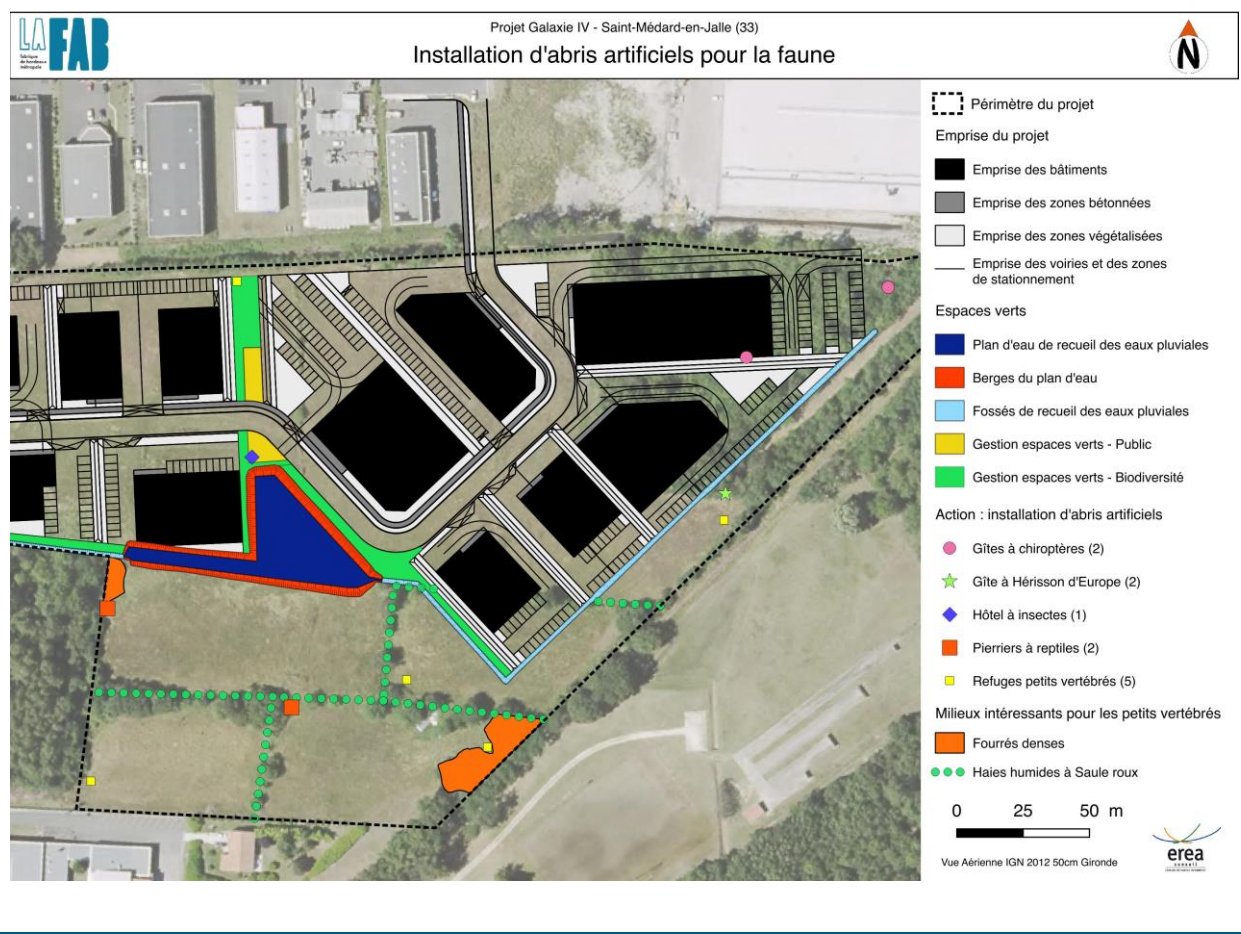 LA FAB
fabrique
de bordeaux
métropole
Projet Galaxie IV - Saint-Médard-en-Jalle (33)
Installation d'abris artificiels pour la faune
N
Périmètre du projet
Emprise du projet
Emprise des bâtiments
Emprise des zones bétonnées
Emprise des zones végétalisées
Emprise des voiries et des zones
de stationnement
Espaces verts
Plan d'eau de recueil des eaux pluviales
Berges du plan d'eau
Fossés de recueil des eaux pluviales
Gestion espaces verts - Public
Gestion espaces verts - Biodiversité
Action : installation d'abris artificiels
Gîtes à chiroptères (2)
Gîte à Hérisson d'Europe (2)
Hôtel à insectes (1)
Pierriers à reptiles (2)
Refuges petits vertébrés (5)
Milieux intéressants pour les petits vertébrés
Fourrés denses
Haies humides à Saule roux
0 25 50 m
Vue Aérienne IGN 2012 50cm Gironde
erea
conseil